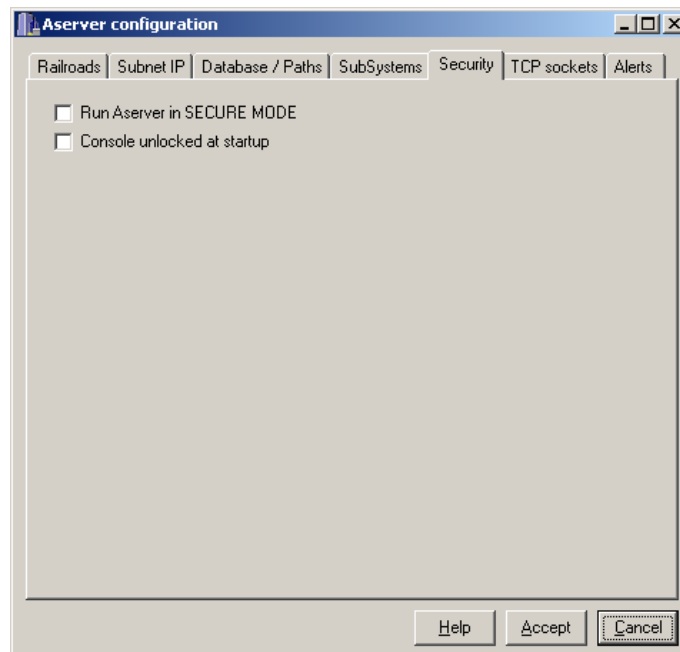 Aserver configuration
Railroads Subnet IP Database / Paths SubSystems Security TCP sockets Alerts
Run Aserver in SECURE MODE
Console unlocked at startup
Help Accept Cancel